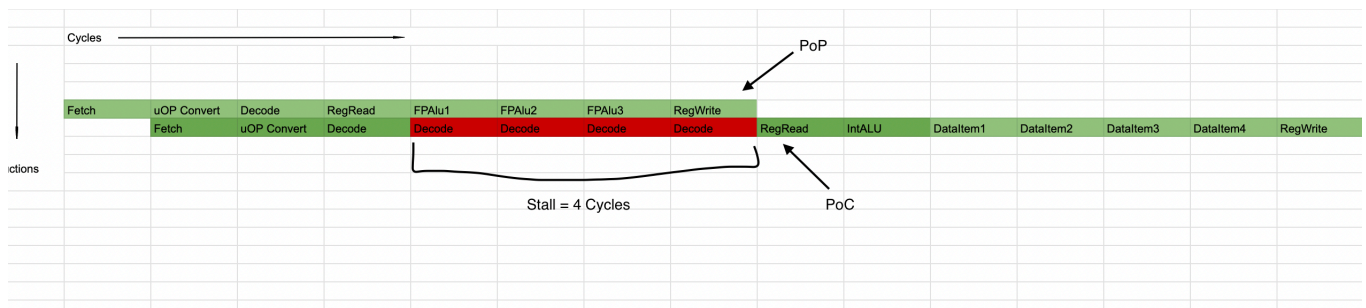 Cycles
PoP
Fetch uOP Convert Decode RegRead FPAlu1 FPAlu2 FPAlu3 RegWrite
Fetch uOP Convert Decode Decode Decode Decode Decode RegRead IntALU DataItem1 DataItem2 DataItem3 DataItem4 RegWrite
ctions
Stall = 4 Cycles PoC